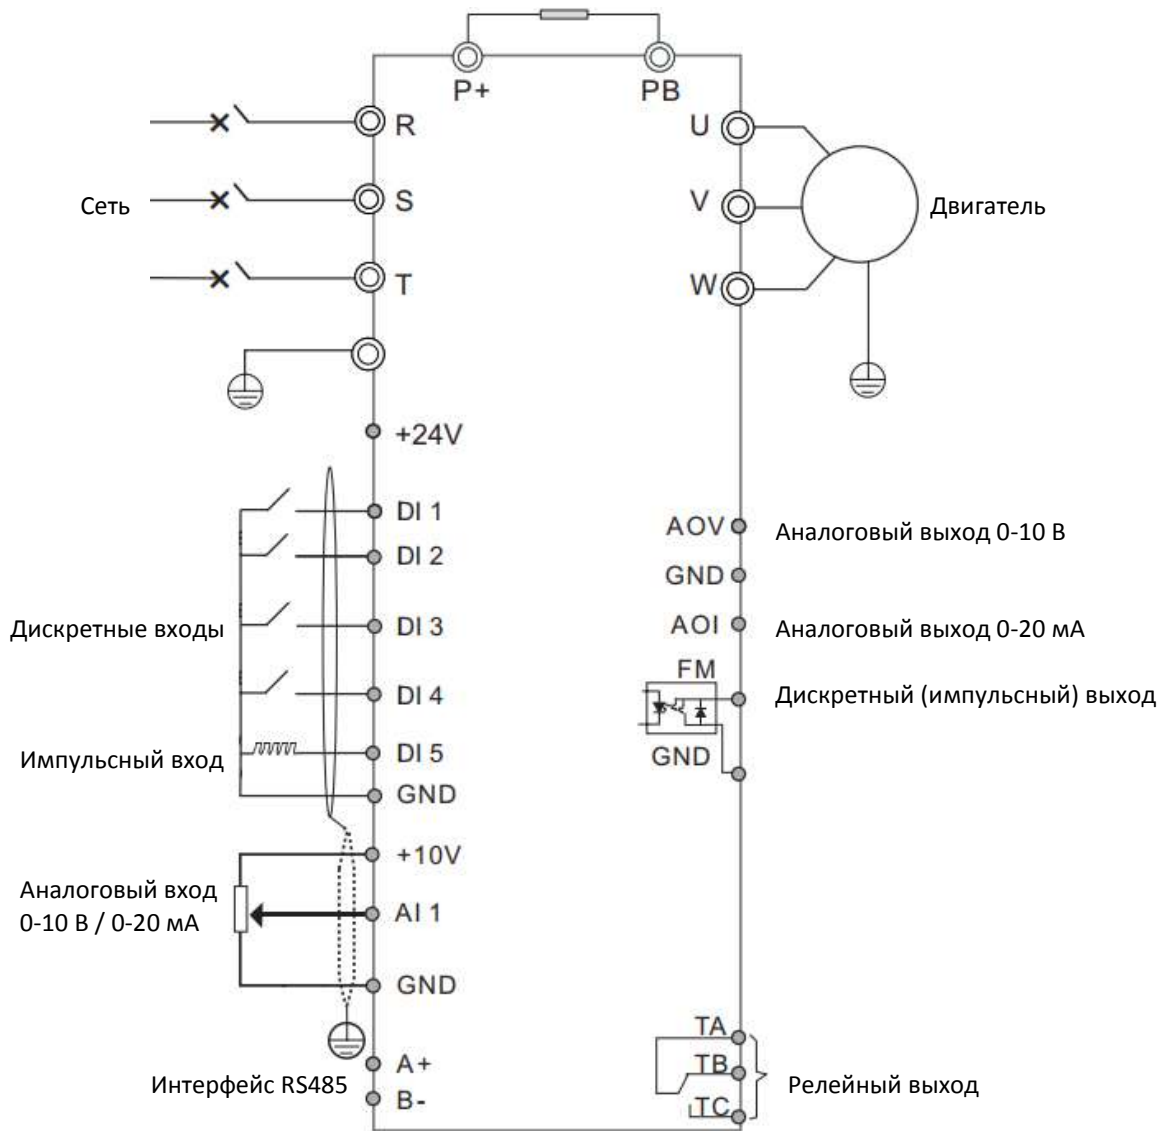 P+ PB
R U
Сеть S V Двигатель
T W
+24V
DI 1
AOV Аналоговый выход 0-10 В
DI 2
GND
Дискретные входы DI 3 AOI Аналоговый выход 0-20 мА
FM
DI 4 Дискретный (импульсный) выход
Импульсный вход DI 5 GND
GND
+10V
Аналоговый вход
0-10 В / 0-20 мА AI 1
GND
TA
A+ TB
Интерфейс RS485 Релейный выход
B- TC